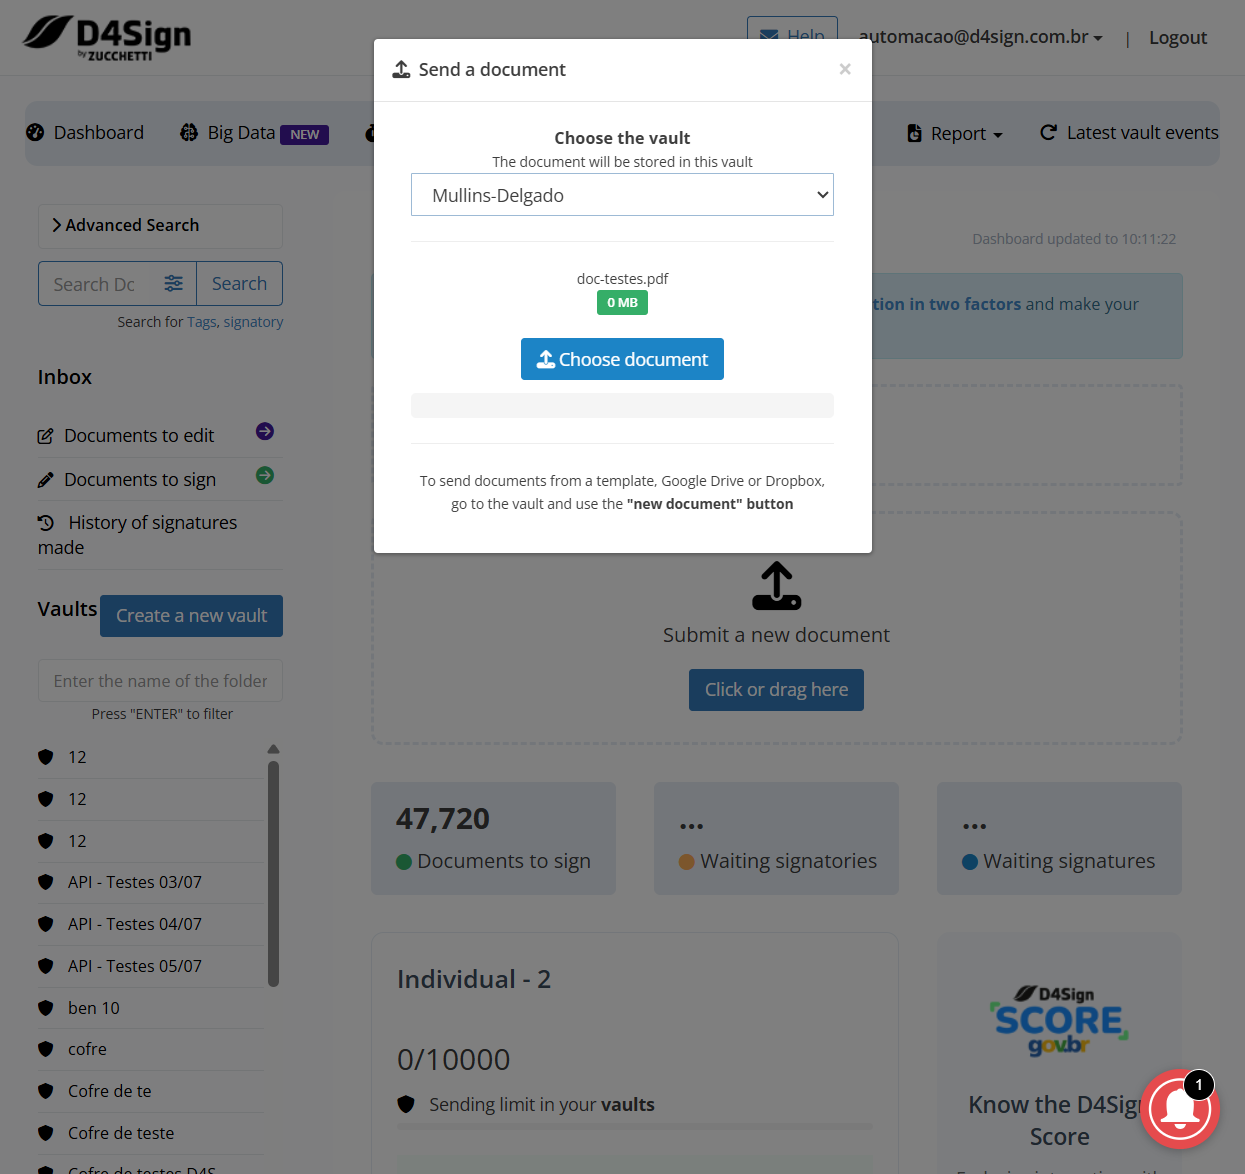 D4Sign
by ZUCCHETTI
Help
automacao@d4sign.com.br
|
Logout
Send a document
×
Dashboard
Big Data NEW
Report
Latest vault events
Choose the vault
The document will be stored in this vault
Mullins-Delgado
doc-testes.pdf
0 MB
Choose document
To send documents from a template, Google Drive or Dropbox,
go to the vault and use the "new document" button
Advanced Search
Search Dc
Search
Search for Tags, signatory
Inbox
Documents to edit
Documents to sign
History of signatures
made
Vaults
Create a new vault
Enter the name of the folder
Press "ENTER" to filter
12
12
12
API - Testes 03/07
API - Testes 04/07
API - Testes 05/07
ben 10
cofre
Cofre de te
Cofre de teste
Cofre de testes D4S
Dashboard updated to 10:11:22
tion in two factors and make your
Submit a new document
Click or drag here
47,720
Documents to sign
...
Waiting signatories
...
Waiting signatures
Individual - 2
0/10000
Sending limit in your vaults
D4Sign
SCORE
gov.br
Know the D4Sig
Score
1